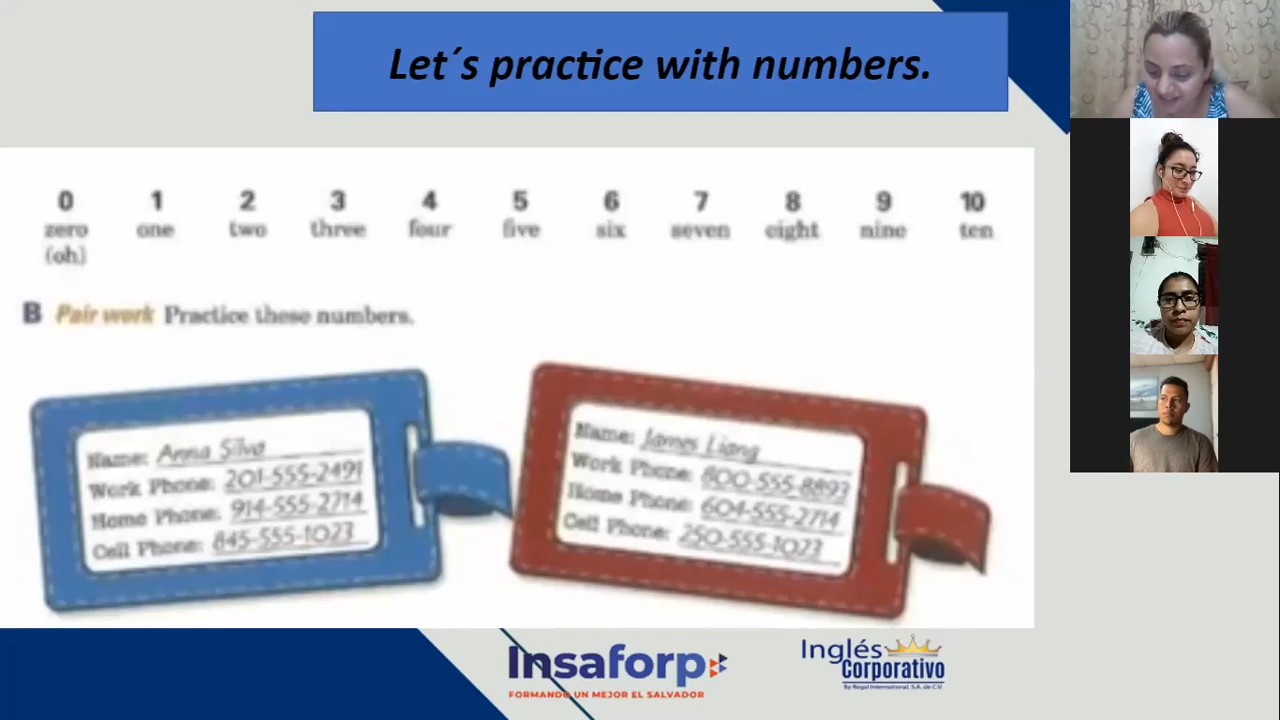 Let´s practice with numbers.
0 1 2 3 4 5 6 7 8 9 10
zero one two three four five six seven eight nine ten
(oh)
B Pair work Practice these numbers.
Name: Anna Silva
Work Phone: 201-555-2491
Home Phone: 914-555-2714
Cell Phone: 845-555-1023
Name: James Liang
Work Phone: 800-555-8893
Home Phone: 604-555-2714
Cell Phone: 250-555-1023
Insaforp
FORMANDO UN MEJOR EL SALVADOR
Inglés
Corporativo
By Regal International, S.A. de C.V.